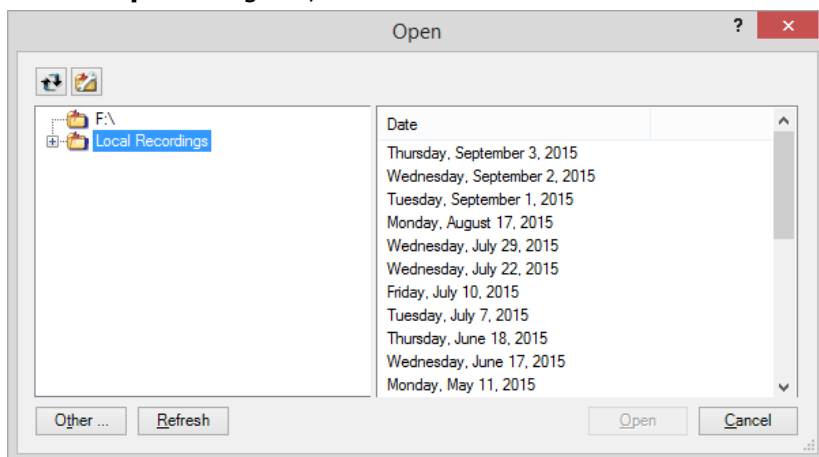 Open
?
F:\
Local Recordings
Date
Thursday, September 3, 2015
Wednesday, September 2, 2015
Tuesday, September 1, 2015
Monday, August 17, 2015
Wednesday, July 29, 2015
Wednesday, July 22, 2015
Friday, July 10, 2015
Tuesday, July 7, 2015
Thursday, June 18, 2015
Wednesday, June 17, 2015
Monday, May 11, 2015
Other ... Refresh Open Cancel